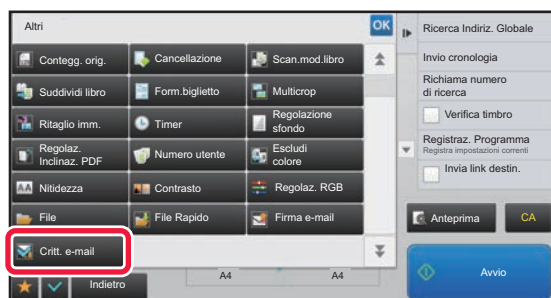 Altri
OK
Contegg. orig.
Cancellazione
Scan.mod.libro
Suddividi libro
Form.biglietto
Multicrop
Ritaglio imm.
Timer
Regolazione
sfondo
Regolaz.
Inclinaz. PDF
Numero utente
Escludi
colore
AA
Nitidezza
Contrasto
Regolaz. RGB
File
File Rapido
Firma e-mail
Critt. e-mail
Indietro
A4
A4
Ricerca Indiriz. Globale
Invio cronologia
Richiama numero
di ricerca
Verifica timbro
Registraz. Programma
Registra impostazioni correnti
Invia link destin.
Anteprima
CA
Avvio